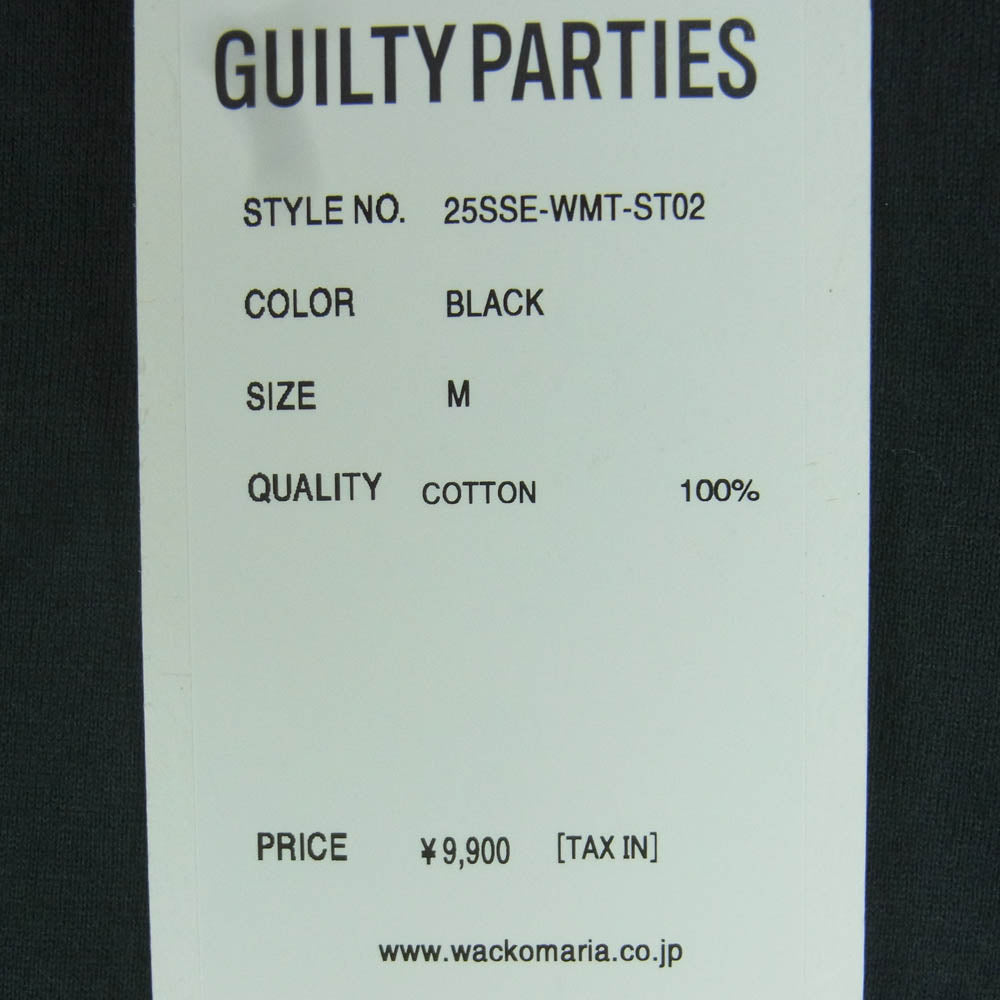 GUILTY PARTIES
STYLE NO. 25SSE-WMT-ST02
COLOR BLACK
SIZE M
QUALITY COTTON 100%
PRICE ¥9,900 [TAX IN]
www.wackomaria.co.jp